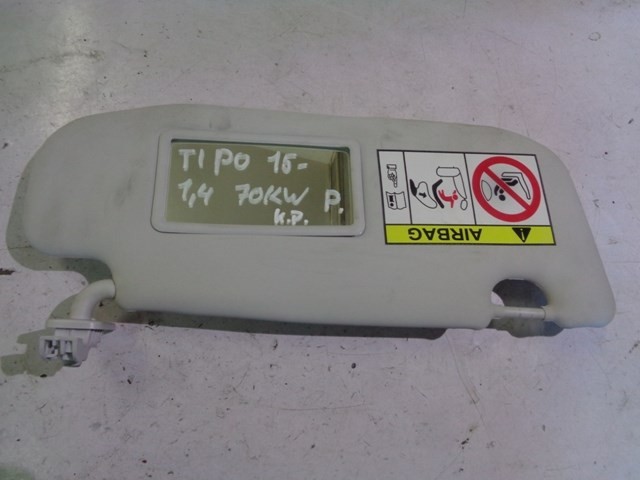 TIPO 15-
1,4 70KW P.
K.P.
AIRBAG